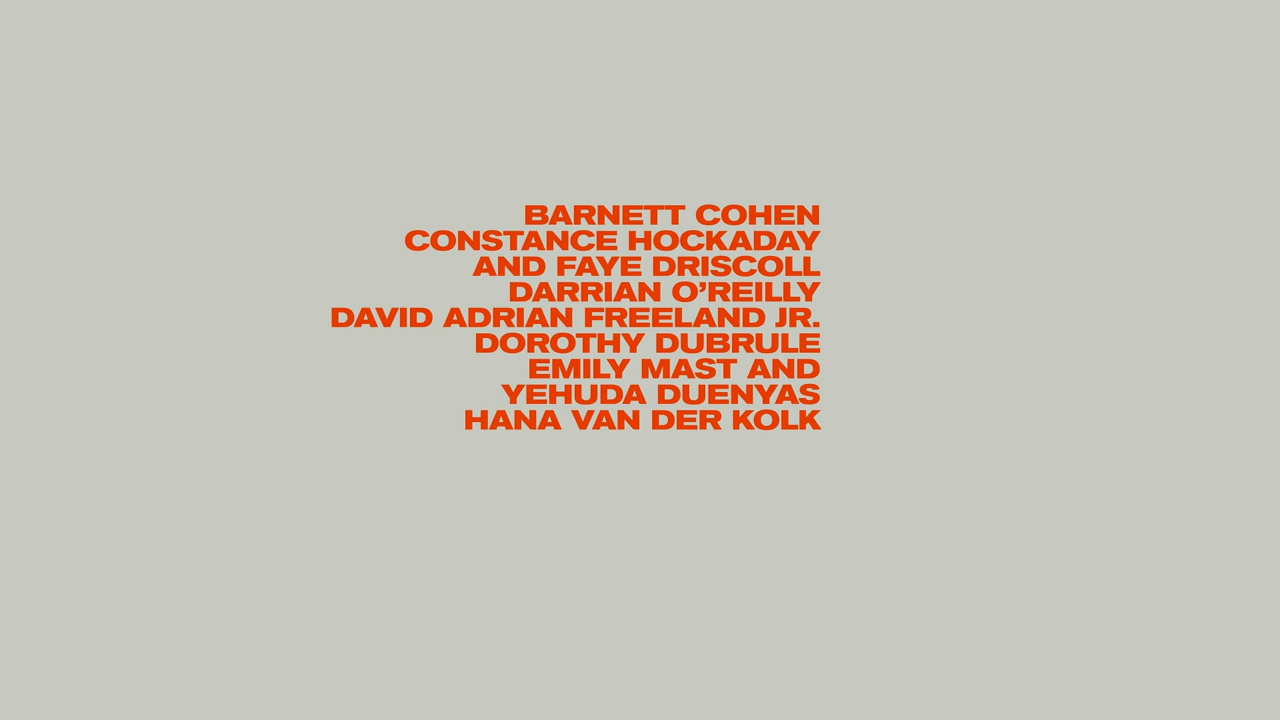 BARNETT COHEN
CONSTANCE HOCKADAY
AND FAYE DRISCOLL
DARRIAN O’REILLY
DAVID ADRIAN FREELAND JR.
DOROTHY DUBRULE
EMILY MAST AND
YEHUDA DUENYAS
HANA VAN DER KOLK